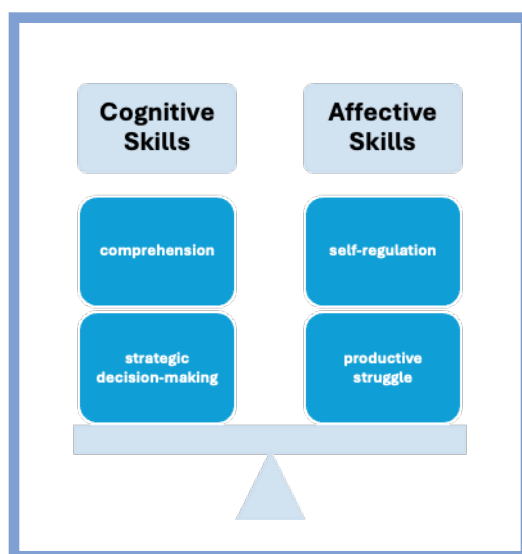 Cognitive
Skills
Affective
Skills
comprehension
self-regulation
strategic
decision-making
productive
struggle